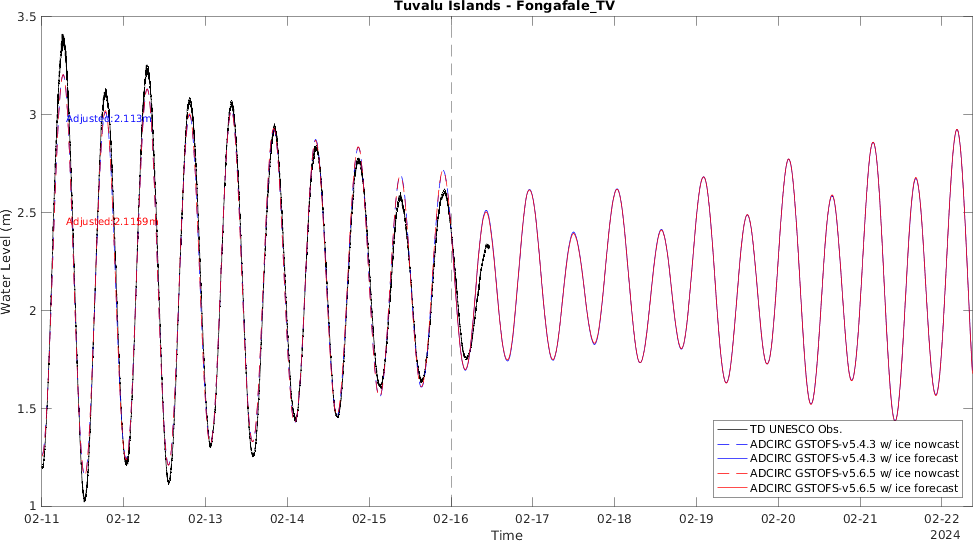 Tuvalu Islands - Fongafale_TV
3.5
3
2.5
2
1.5
1
Water Level (m)
Adjusted:2.113m
Adjusted:2.1159m
TD UNESCO Obs.
ADCIRC GSTOFS-v5.4.3 w/ ice nowcast
ADCIRC GSTOFS-v5.4.3 w/ ice forecast
ADCIRC GSTOFS-v5.6.5 w/ ice nowcast
ADCIRC GSTOFS-v5.6.5 w/ ice forecast
02-11 02-12 02-13 02-14 02-15 02-16 02-17 02-18 02-19 02-20 02-21 02-22
Time
2024